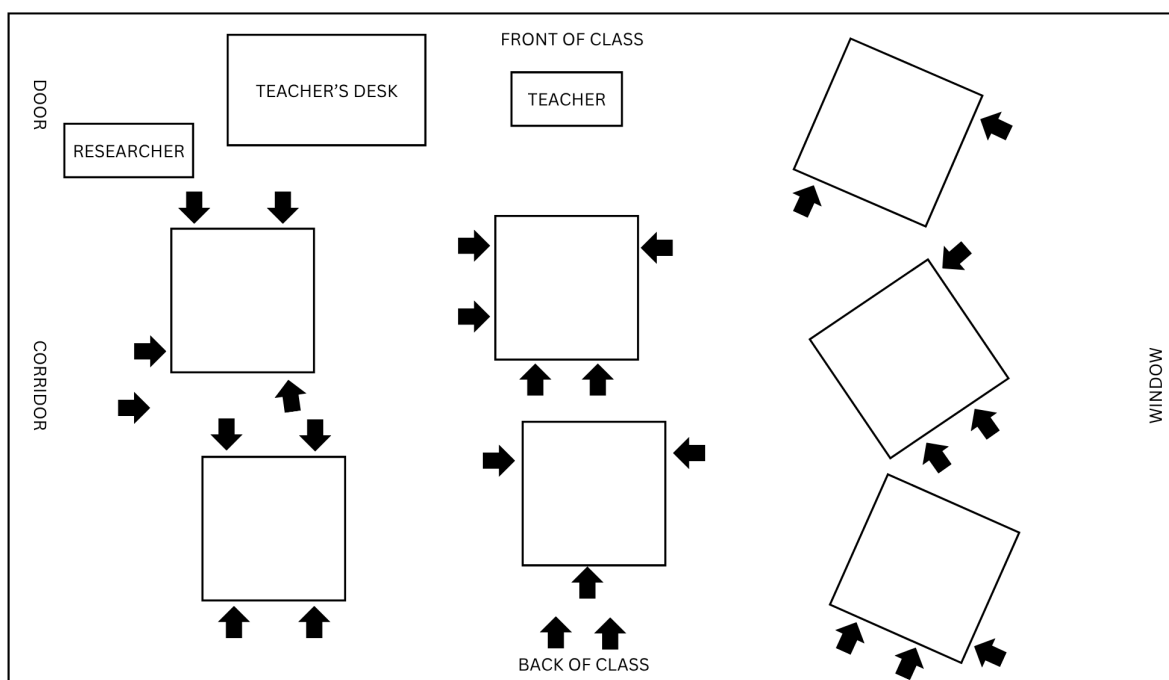 FRONT OF CLASS
DOOR
TEACHER'S DESK
TEACHER
RESEARCHER
CORRIDOR
WINDOW
BACK OF CLASS